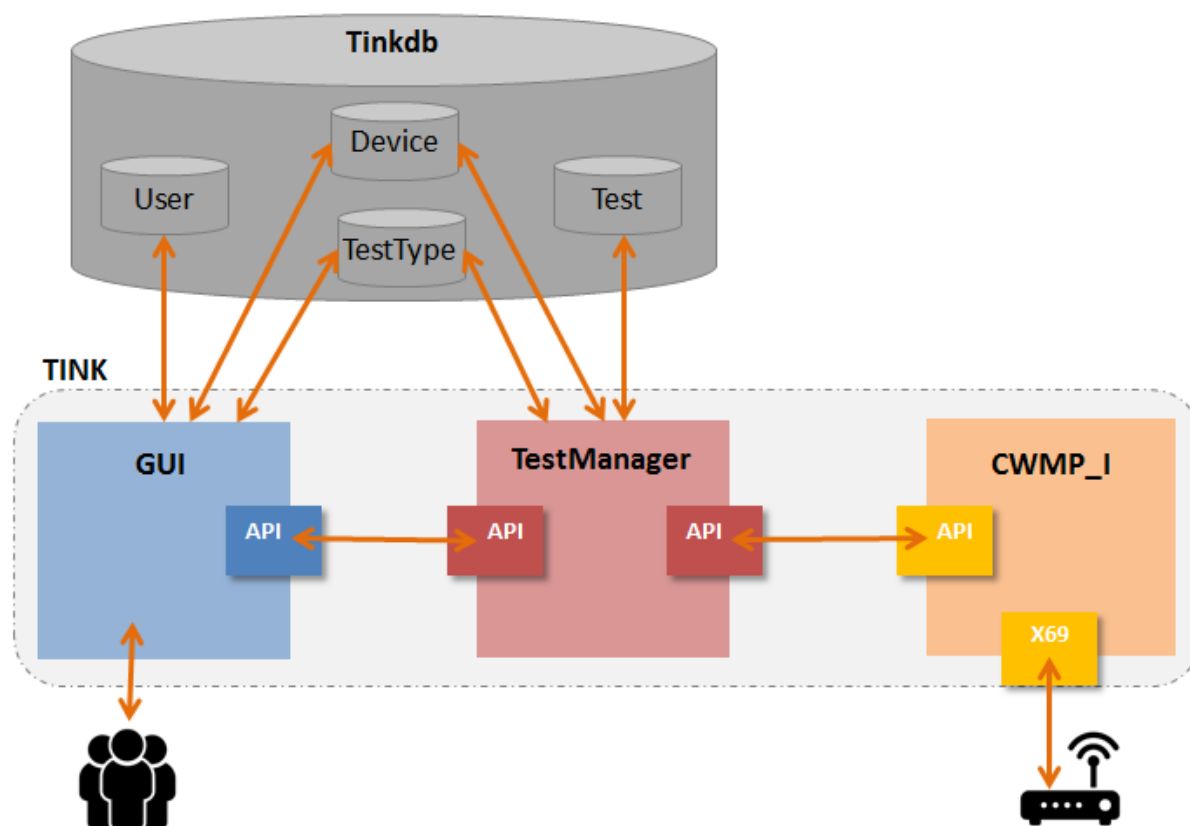 Tinkdb
Device
User
Test
TestType
TINK
GUI
TestManager
CWMP_I
API
API
API
API
X69